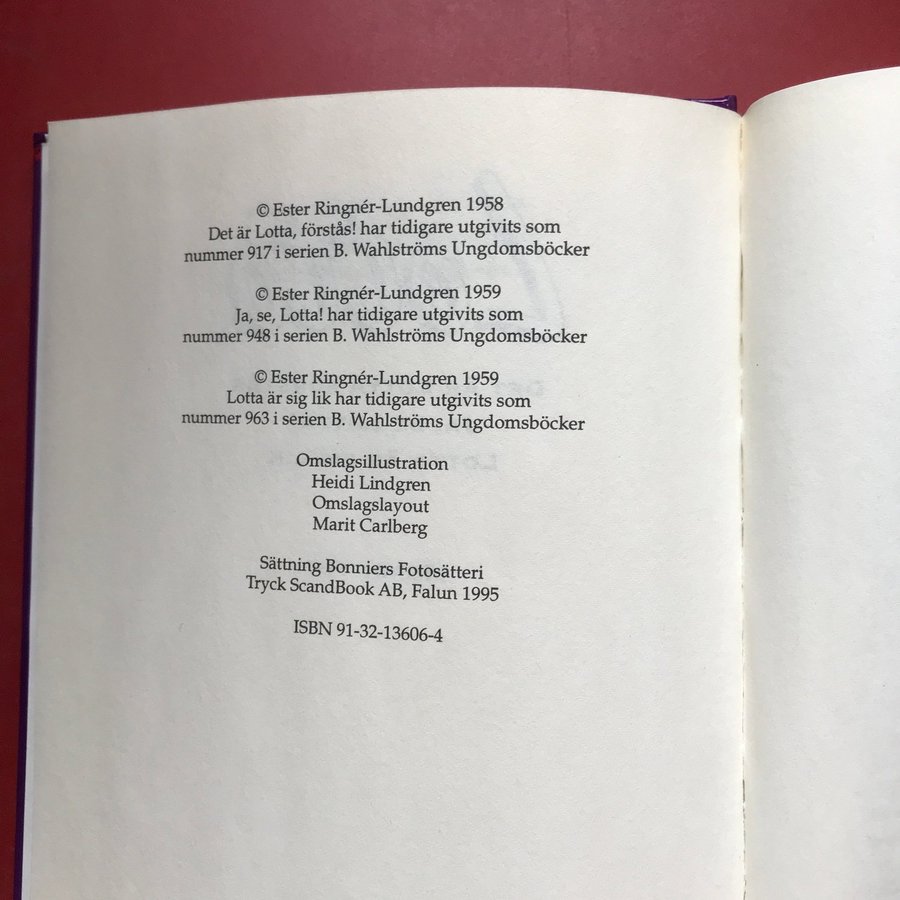 © Ester Ringnér-Lundgren 1958
Det är Lotta, förstås! har tidigare utgivits som
nummer 917 i serien B. Wahlströms Ungdomsböcker
© Ester Ringnér-Lundgren 1959
Ja, se, Lotta! har tidigare utgivits som
nummer 948 i serien B. Wahlströms Ungdomsböcker
© Ester Ringnér-Lundgren 1959
Lotta är sig lik har tidigare utgivits som
nummer 963 i serien B. Wahlströms Ungdomsböcker
Omslagsillustration
Heidi Lindgren
Omslagslayout
Marit Carlberg
Sättning Bonniers Fotosätteri
Tryck ScandBook AB, Falun 1995
ISBN 91-32-13606-4